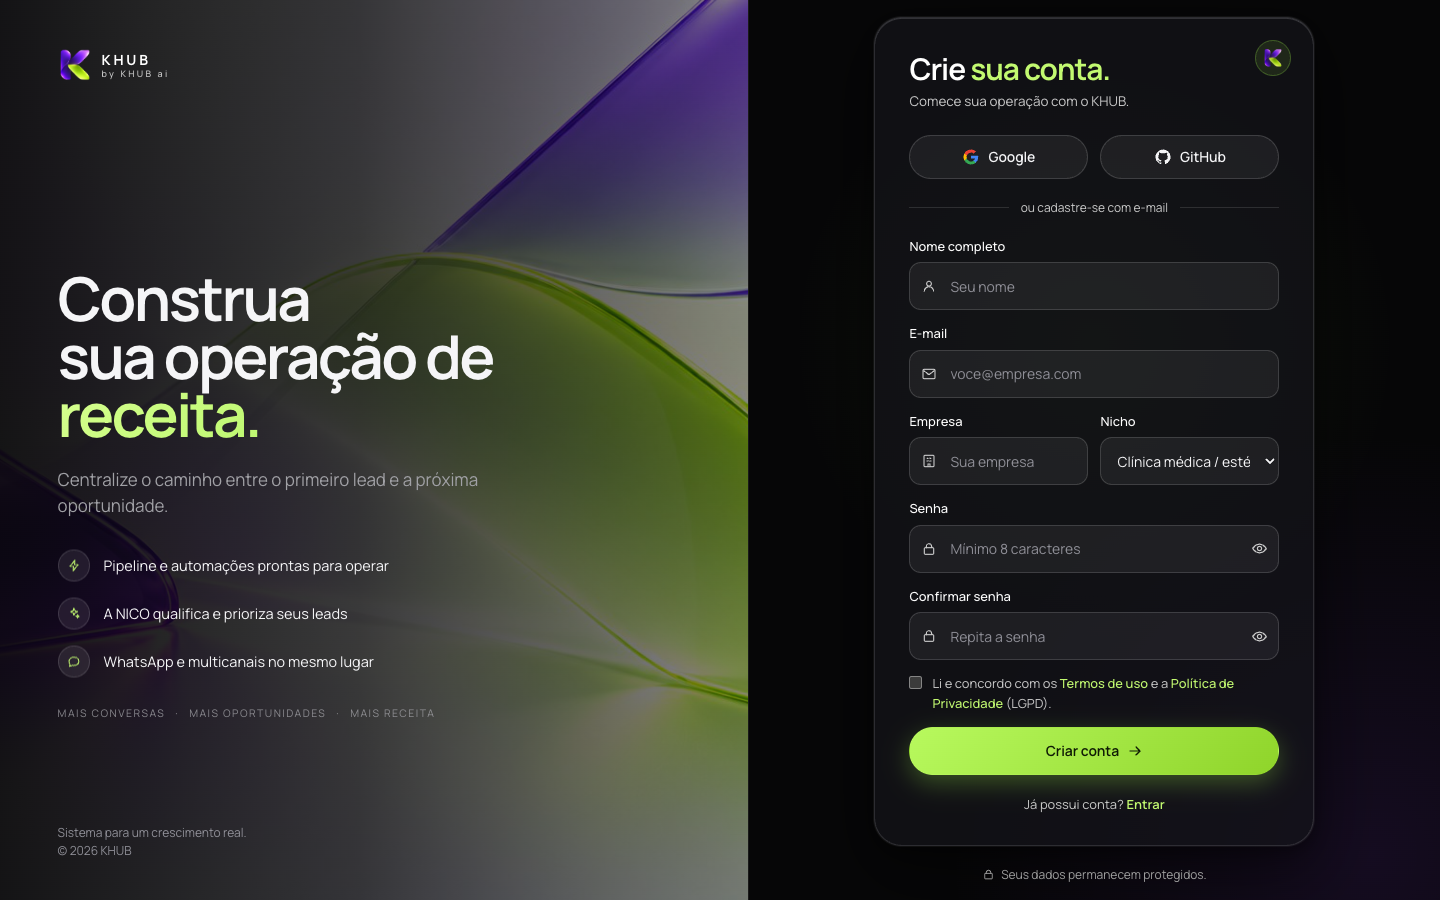 KHUB
by KHUB ai
Construa
sua operação de
receita.
Centralize o caminho entre o primeiro lead e a próxima
oportunidade.
Pipeline e automações prontas para operar
A NICO qualifica e prioriza seus leads
WhatsApp e multicanais no mesmo lugar
MAIS CONVERSAS · MAIS OPORTUNIDADES · MAIS RECEITA
Sistema para um crescimento real.
© 2026 KHUB
Crie sua conta.
Comece sua operação com o KHUB.
Google
GitHub
ou cadastre-se com e-mail
Nome completo
Seu nome
E-mail
voce@empresa.com
Empresa
Sua empresa
Nicho
Clínica médica / esté
Senha
Mínimo 8 caracteres
Confirmar senha
Repita a senha
Li e concordo com os Termos de uso e a Política de
Privacidade (LGPD).
Criar conta
Já possui conta? Entrar
Seus dados permanecem protegidos.